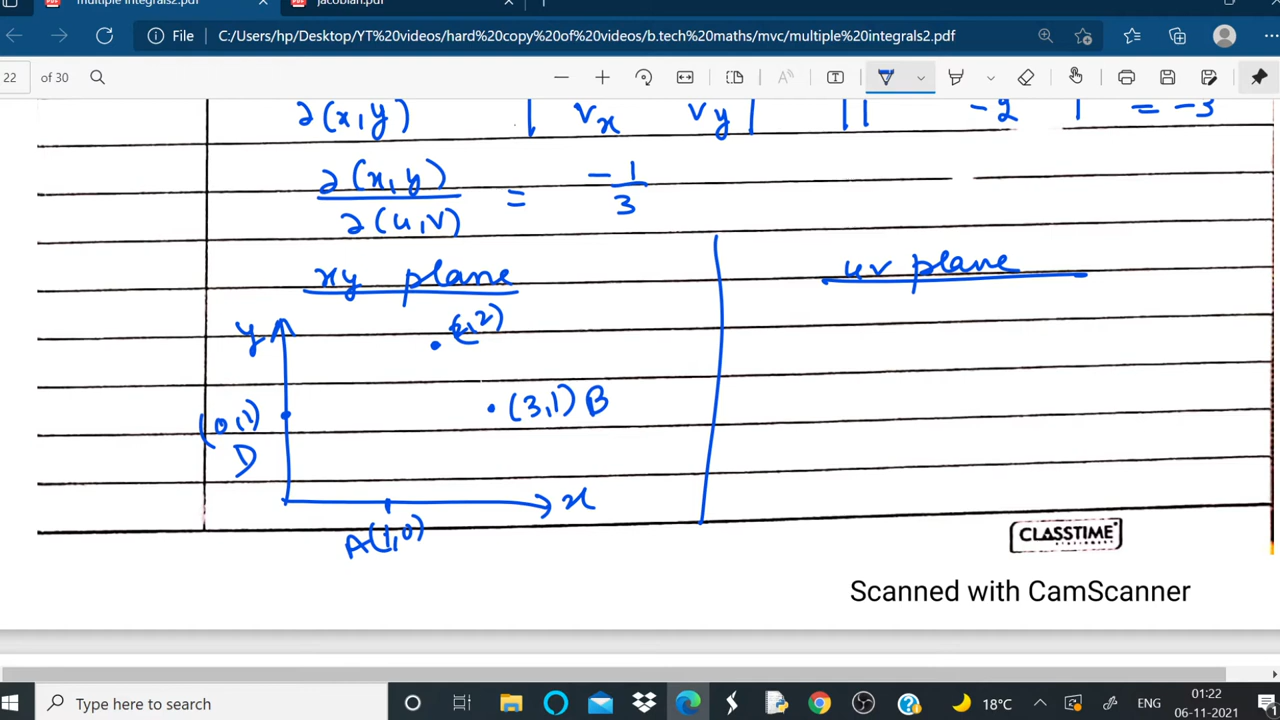 multiple integrals2.pdf
jacobian.pdf
File C:/Users/hp/Desktop/YT%20videos/hard%20copy%20of%20videos/b.tech%20maths/mvc/multiple%20integrals2.pdf
22 of 30
∂(x,y) | Vx Vy | | 1 -2 | = -3
∂(x,y) / ∂(u,v) = -1/3
xy plane
uv plane
y
(2,2)
(3,1) B
(0,1)
D
x
A(1,0)
CLASSTIME
Scanned with CamScanner
Type here to search
18°C
ENG
01:22
06-11-2021